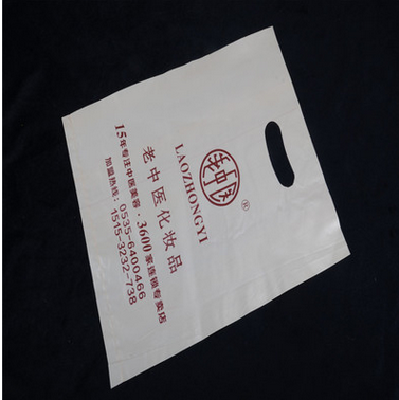 老中医
®
LAOZHONGYI
老中医化妆品
15年专注中医美容·3600家连锁专卖店
加盟热线:0535-6400466
1515-3232-738